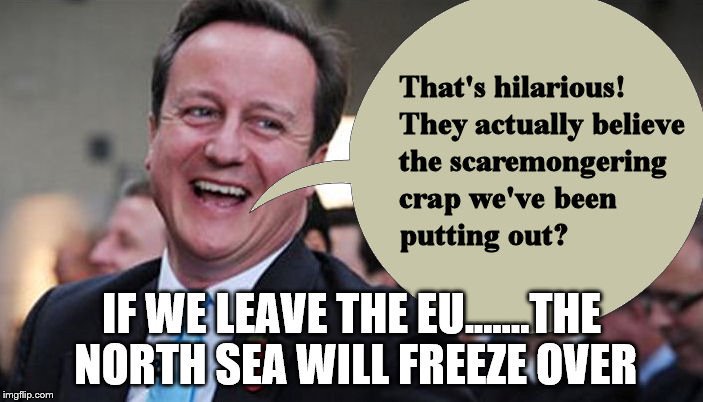 That's hilarious!
They actually believe
the scaremongering
crap we've been
putting out?
IF WE LEAVE THE EU.......THE
NORTH SEA WILL FREEZE OVER
imgflip.com